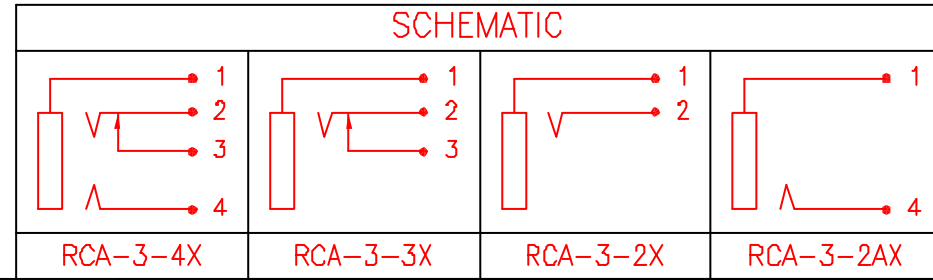 SCHEMATIC
1
2
3
4
1
2
3
1
2
1
4
RCA-3-4X
RCA-3-3X
RCA-3-2X
RCA-3-2AX